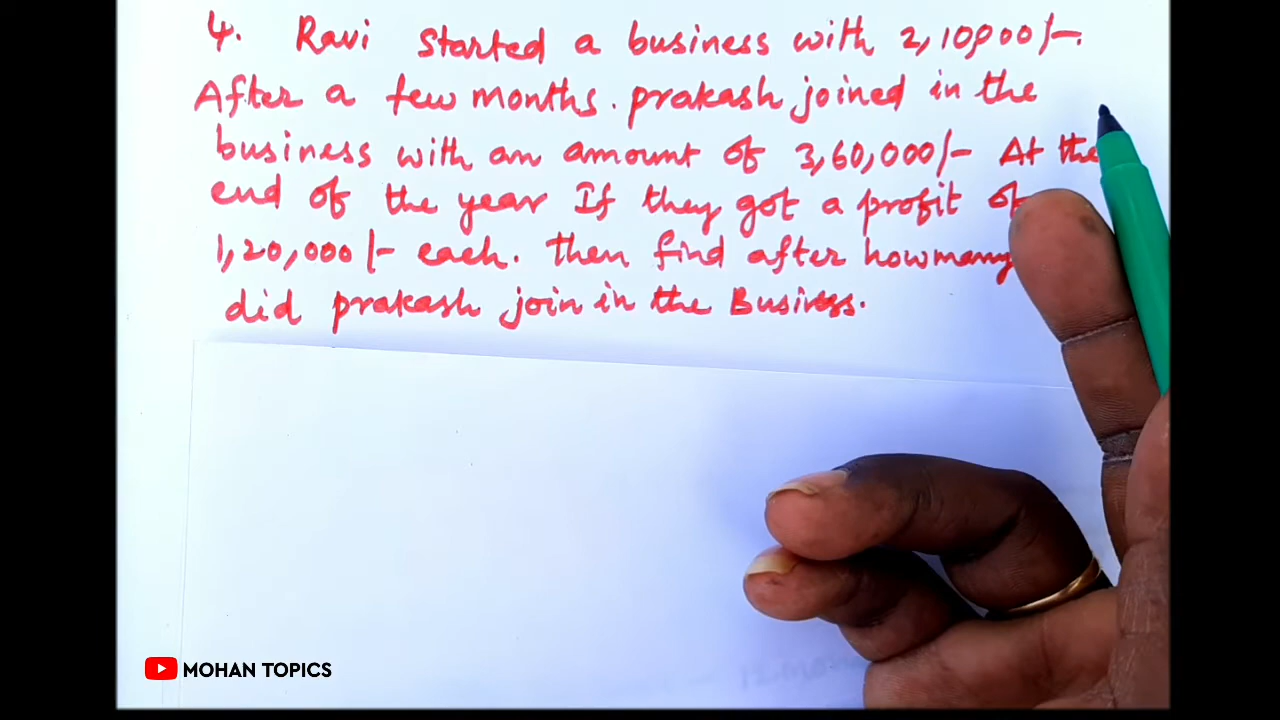 4. Ravi started a business with 2,10,000/-.
After a few months. prakash joined in the
business with an amount of 3,60,000/- At the
end of the year If they got a profit of
1,20,000/- each. then find after howmany
did prakash join in the Business.
MOHAN TOPICS